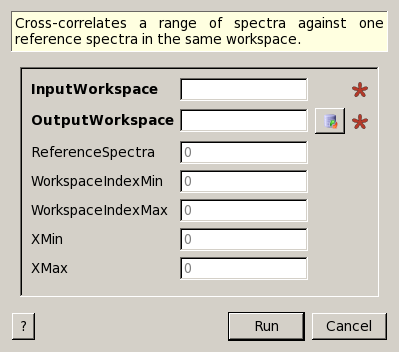 Cross-correlates a range of spectra against one
reference spectra in the same workspace.
InputWorkspace
OutputWorkspace
ReferenceSpectra 0
WorkspaceIndexMin 0
WorkspaceIndexMax 0
XMin 0
XMax 0
? Run Cancel